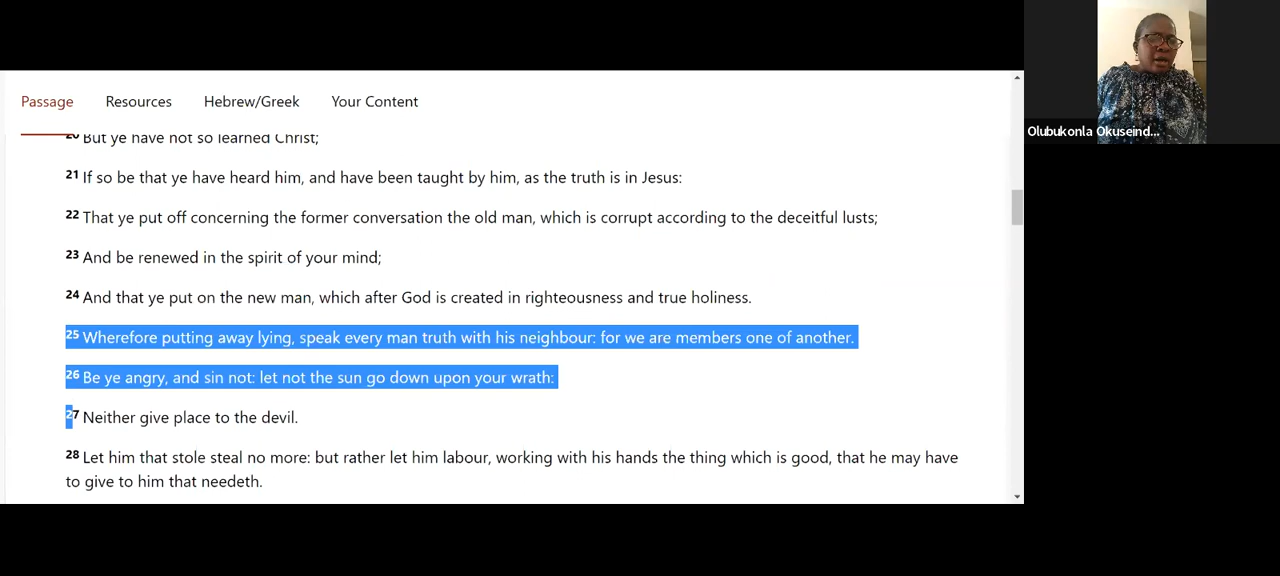 Passage Resources Hebrew/Greek Your Content
20 But ye have not so learned Christ;
21 If so be that ye have heard him, and have been taught by him, as the truth is in Jesus:
22 That ye put off concerning the former conversation the old man, which is corrupt according to the deceitful lusts;
23 And be renewed in the spirit of your mind;
24 And that ye put on the new man, which after God is created in righteousness and true holiness.
25 Wherefore putting away lying, speak every man truth with his neighbour: for we are members one of another.
26 Be ye angry, and sin not: let not the sun go down upon your wrath:
27 Neither give place to the devil.
28 Let him that stole steal no more: but rather let him labour, working with his hands the thing which is good, that he may have
to give to him that needeth.
Olubukonla Okuseind...